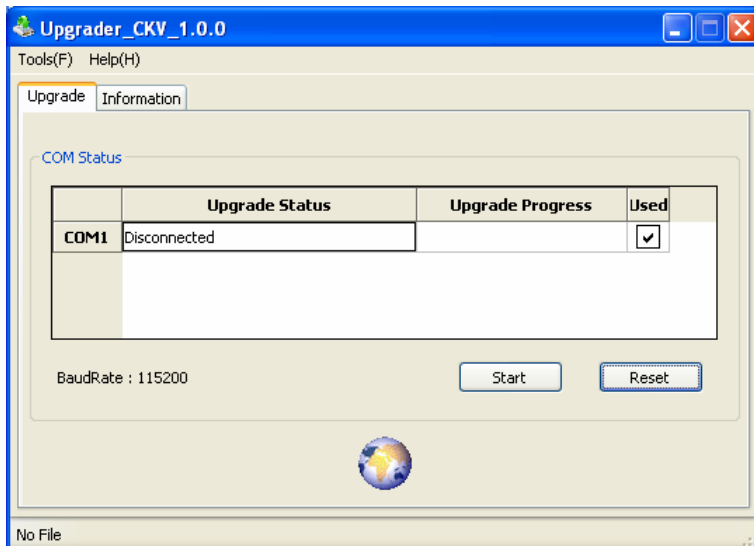 Upgrader_CKV_1.0.0
Tools(F) Help(H)
Upgrade Information
COM Status
Upgrade Status Upgrade Progress Used
COM1 Disconnected
BaudRate : 115200 Start Reset
No File